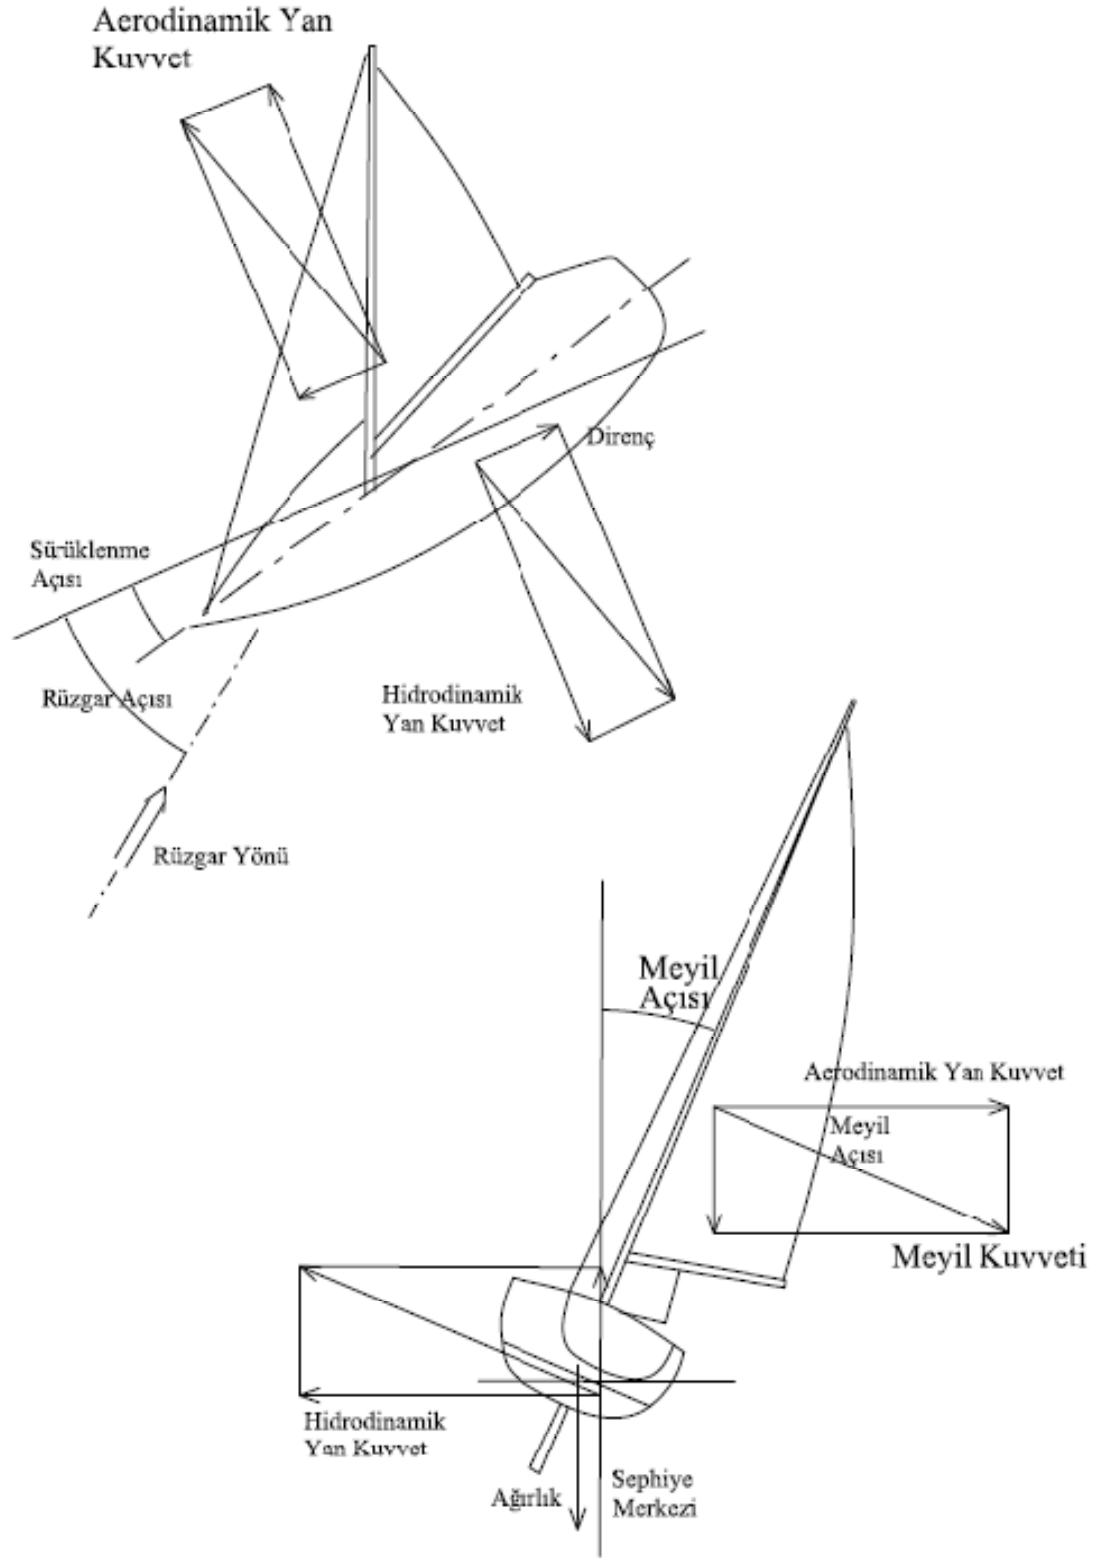 Aerodinamik Yan
Kuvvet
Direnç
Sürüklenme
Açısı
Rüzgar Açısı
Hidrodinamik
Yan Kuvvet
Rüzgar Yönü
Meyil
Açısı
Aerodinamik Yan Kuvvet
Meyil
Açısı
Meyil Kuvveti
Hidrodinamik
Yan Kuvvet
Ağırlık
Sephiye
Merkezi